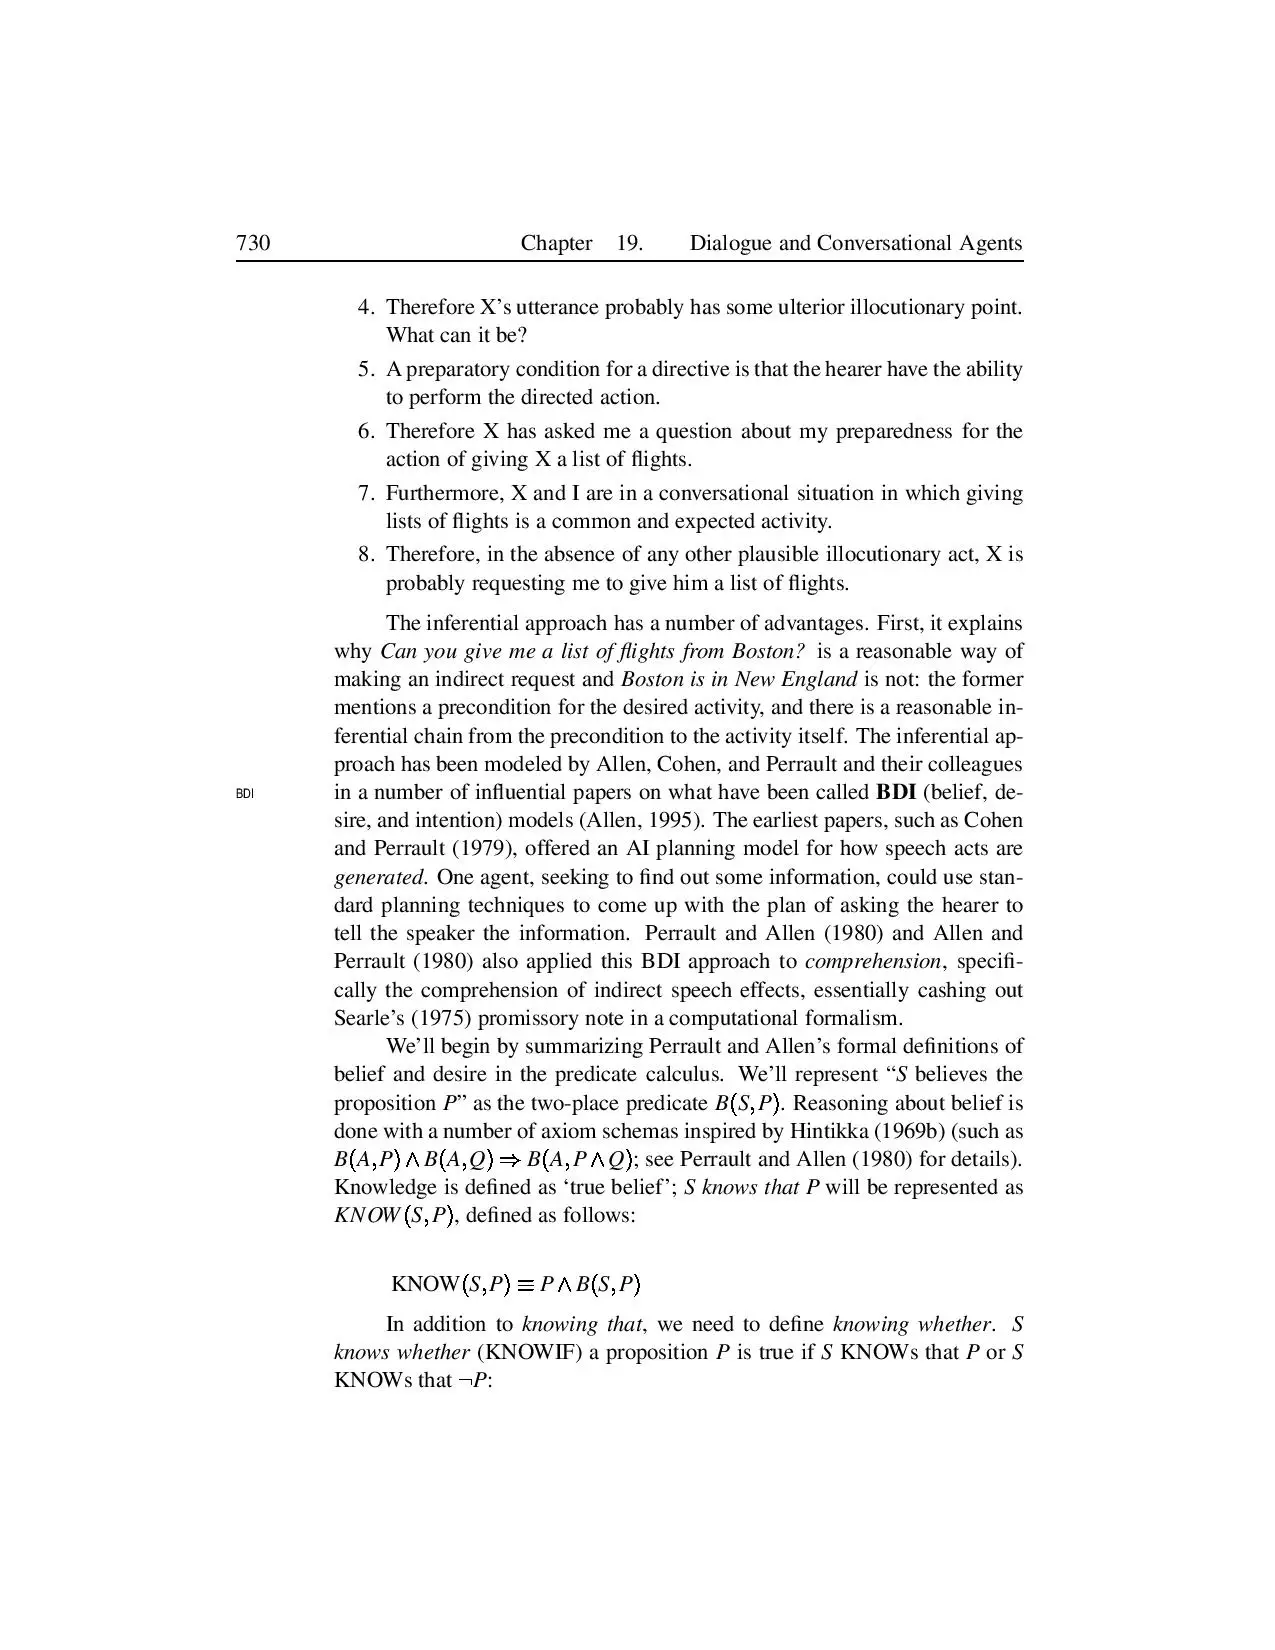 730 Chapter 19. Dialogue and Conversational Agents
4. Therefore X's utterance probably has some ulterior illocutionary point.
What can it be?
5. A preparatory condition for a directive is that the hearer have the ability
to perform the directed action.
6. Therefore X has asked me a question about my preparedness for the
action of giving X a list of flights.
7. Furthermore, X and I are in a conversational situation in which giving
lists of flights is a common and expected activity.
8. Therefore, in the absence of any other plausible illocutionary act, X is
probably requesting me to give him a list of flights.
The inferential approach has a number of advantages. First, it explains
why Can you give me a list of flights from Boston? is a reasonable way of
making an indirect request and Boston is in New England is not: the former
mentions a precondition for the desired activity, and there is a reasonable in-
ferential chain from the precondition to the activity itself. The inferential ap-
proach has been modeled by Allen, Cohen, and Perrault and their colleagues
BDI in a number of influential papers on what have been called BDI (belief, de-
sire, and intention) models (Allen, 1995). The earliest papers, such as Cohen
and Perrault (1979), offered an AI planning model for how speech acts are
generated. One agent, seeking to find out some information, could use stan-
dard planning techniques to come up with the plan of asking the hearer to
tell the speaker the information. Perrault and Allen (1980) and Allen and
Perrault (1980) also applied this BDI approach to comprehension, specifi-
cally the comprehension of indirect speech effects, essentially cashing out
Searle's (1975) promissory note in a computational formalism.
We'll begin by summarizing Perrault and Allen's formal definitions of
belief and desire in the predicate calculus. We'll represent “S believes the
proposition P” as the two-place predicate B(S,P). Reasoning about belief is
done with a number of axiom schemas inspired by Hintikka (1969b) (such as
B(A,P)∧B(A,Q)⇒B(A,P∧Q); see Perrault and Allen (1980) for details).
Knowledge is defined as ‘true belief’; S knows that P will be represented as
KNOW(S,P), defined as follows:
KNOW(S,P)≡P∧B(S,P)
In addition to knowing that, we need to define knowing whether. S
knows whether (KNOWIF) a proposition P is true if S KNOWs that P or S
KNOWs that ¬P: